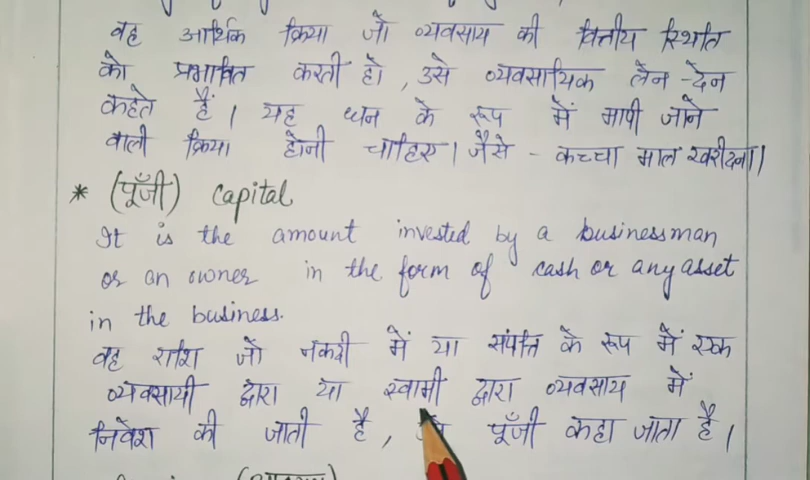 वह आर्थिक क्रिया जो व्यवसाय की वित्तीय स्थिति
को प्रभावित करती हो, उसे व्यवसायिक लेन-देन
कहते हैं। यह धन के रूप में मापी जाने
वाली क्रिया होनी चाहिए। जैसे - कच्चा माल खरीदना।
* (पूँजी) Capital
It is the amount invested by a businessman
or an owner in the form of cash or any asset
in the business.
वह राशि जो नकदी में या संपत्ति के रूप में एक
व्यवसायी द्वारा या स्वामी द्वारा व्यवसाय में
निवेश की जाती है, पूँजी कहा जाता है।